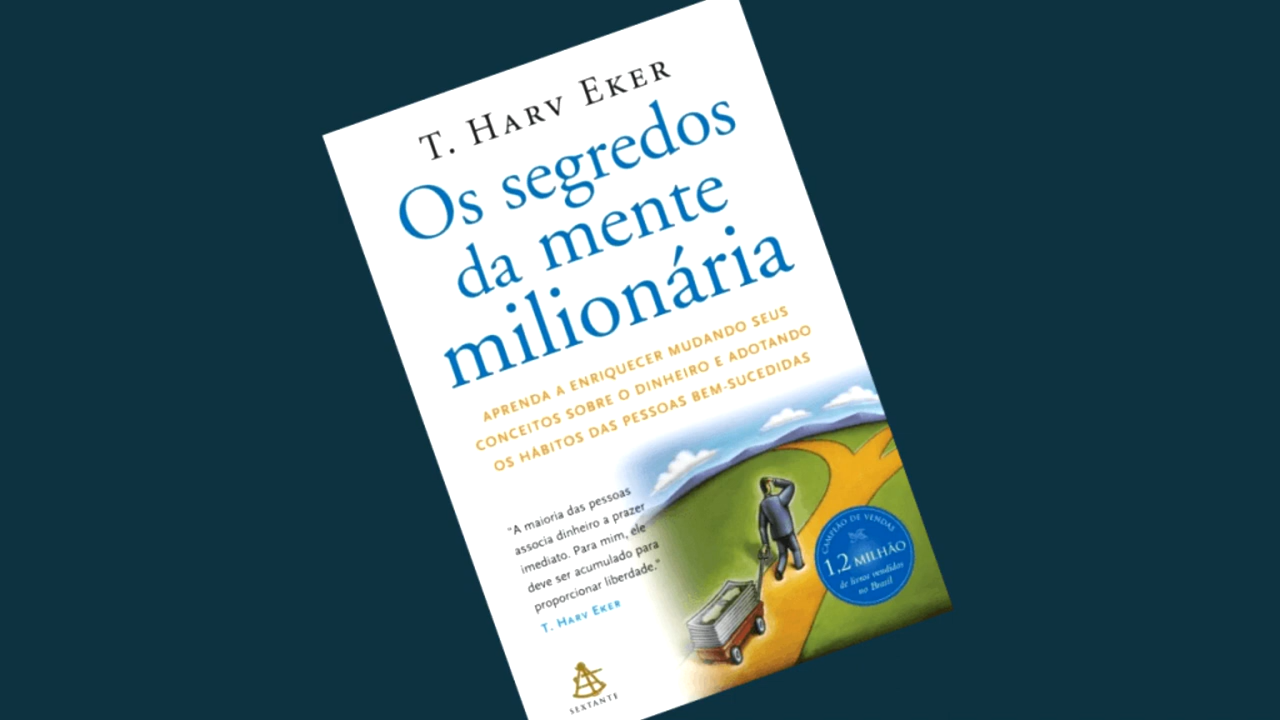 T. Harv Eker
Os segredos
da mente
milionária
APRENDA A ENRIQUECER MUDANDO SEUS
CONCEITOS SOBRE O DINHEIRO E ADOTANDO
OS HÁBITOS DAS PESSOAS BEM-SUCEDIDAS
"A maioria das pessoas
associa dinheiro a prazer
imediato. Para mim, ele
deve ser acumulado para
proporcionar liberdade."
T. Harv Eker
CAMPEÃO DE VENDAS
1,2 MILHÃO
de livros vendidos
no Brasil
SEXTANTE